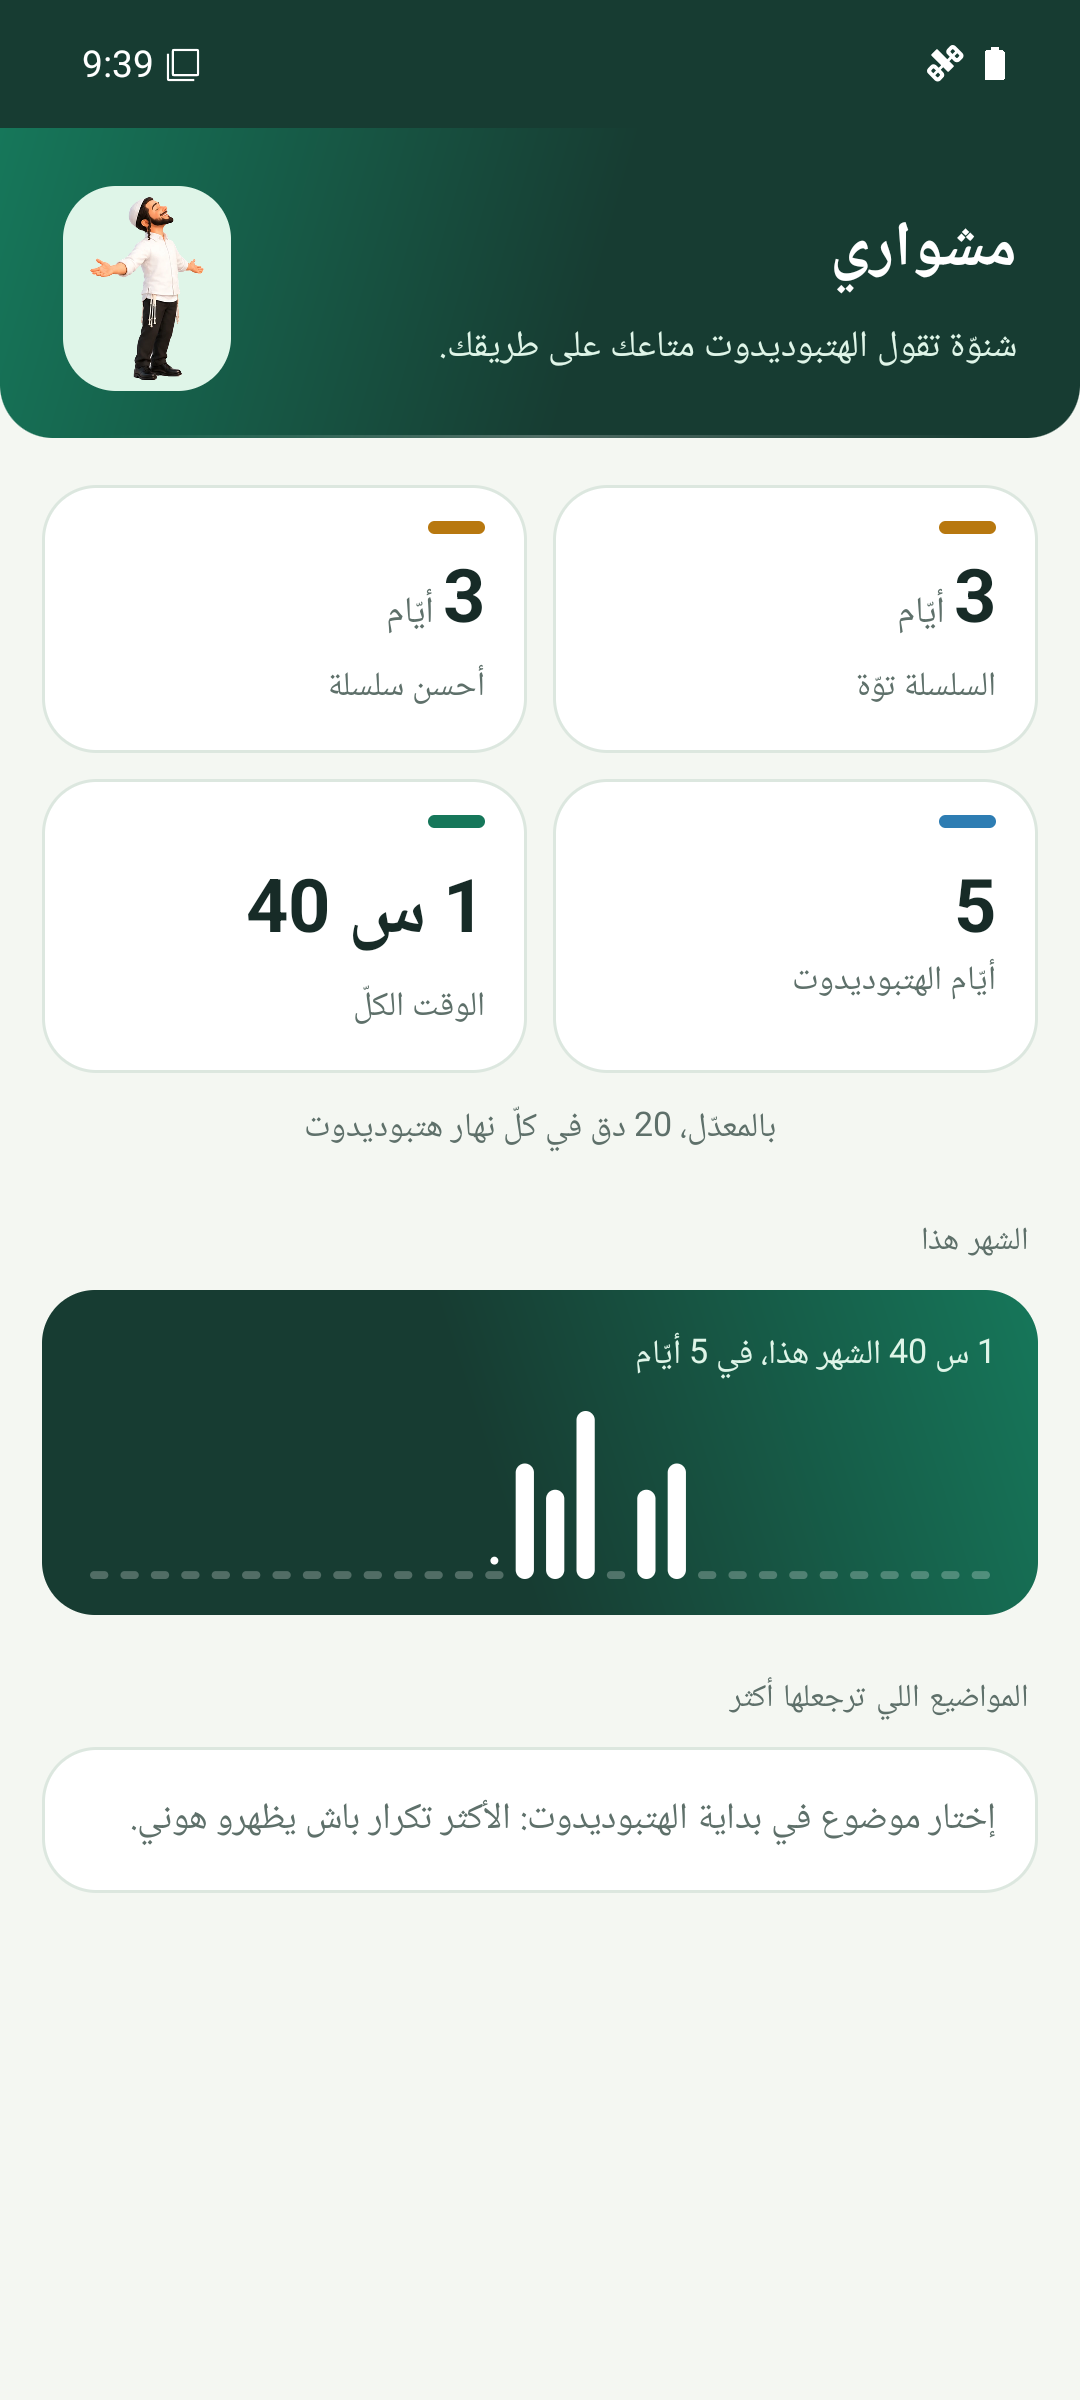 9:39
مشواري
شنوّة تقول الهتبوديدوت متاعك على طريقك.
3 أيّام
السلسلة توّة
3 أيّام
أحسن سلسلة
5
أيّام الهتبوديدوت
1 س 40
الوقت الكلّ
بالمعدّل، 20 دق في كلّ نهار هتبوديدوت
الشهر هذا
1 س 40 الشهر هذا، في 5 أيّام
المواضيع اللي ترجعلها أكثر
إختار موضوع في بداية الهتبوديدوت: الأكثر تكرار باش يظهرو هوني.